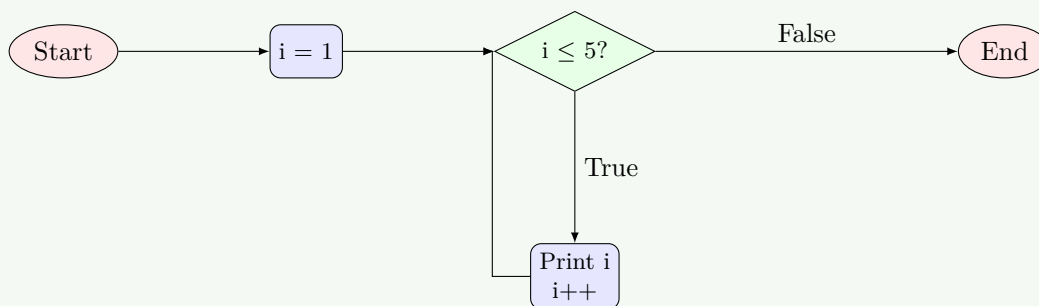 Start
i = 1
i ≤ 5?
False
End
True
Print i
i++